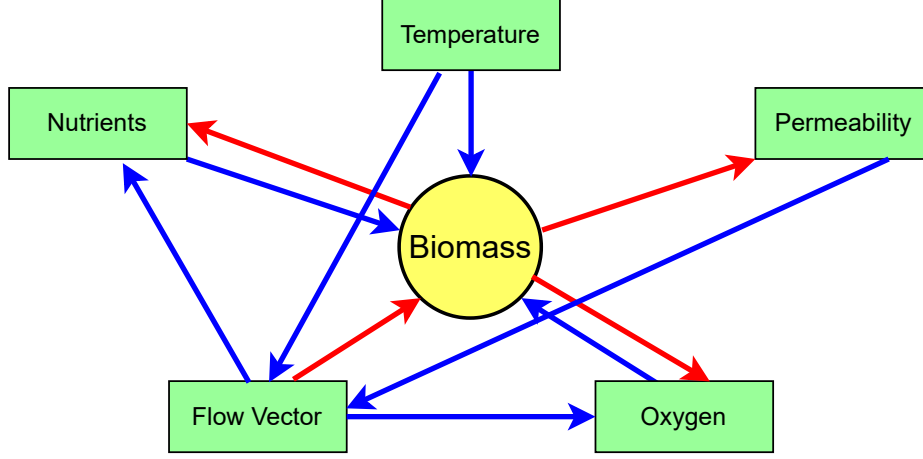 Temperature
Nutrients
Permeability
Biomass
Flow Vector
Oxygen